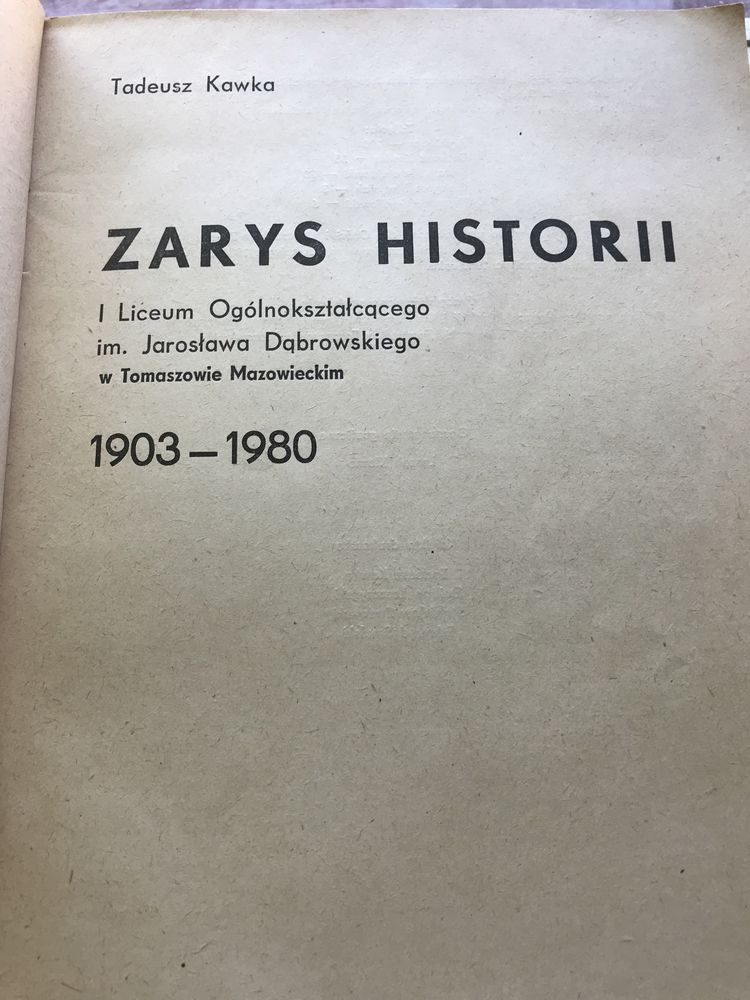 Tadeusz Kawka
ZARYS HISTORII
I Liceum Ogólnokształcącego
im. Jarosława Dąbrowskiego
w Tomaszowie Mazowieckim
1903—1980